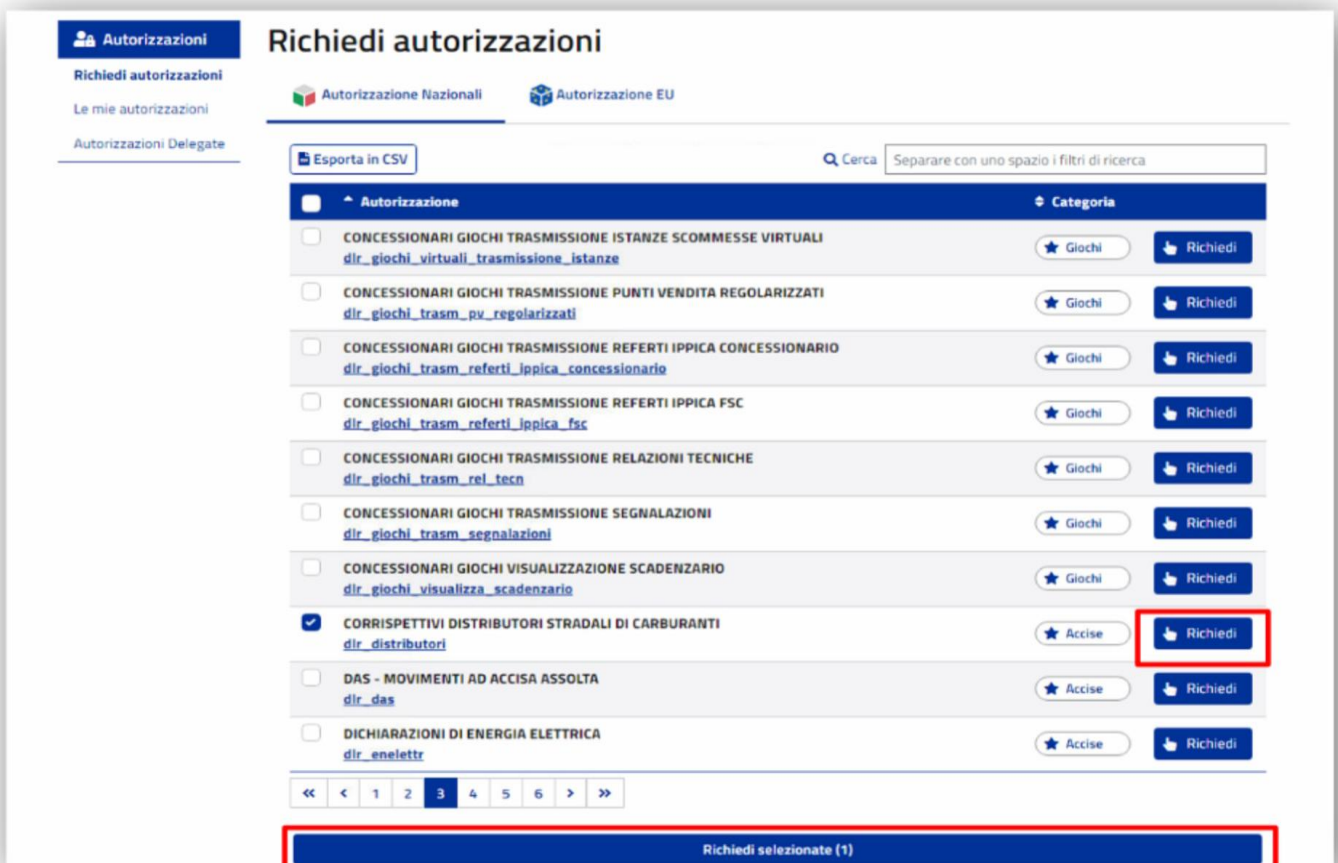 Autorizzazioni
Richiedi autorizzazioni
Le mie autorizzazioni
Autorizzazioni Delegate
Richiedi autorizzazioni
Autorizzazione Nazionali Autorizzazione EU
Esporta in CSV Cerca Separare con uno spazio i filtri di ricerca
Autorizzazione Categoria
CONCESSIONARI GIOCHI TRASMISSIONE ISTANZE SCOMMESSE VIRTUALI
dlr_giochi_virtuali_trasmissione_istanze
Giochi Richiedi
CONCESSIONARI GIOCHI TRASMISSIONE PUNTI VENDITA REGOLARIZZATI
dlr_giochi_trasm_pv_regolarizzati
Giochi Richiedi
CONCESSIONARI GIOCHI TRASMISSIONE REFERTI IPPICA CONCESSIONARIO
dlr_giochi_trasm_referti_ippica_concessionario
Giochi Richiedi
CONCESSIONARI GIOCHI TRASMISSIONE REFERTI IPPICA FSC
dlr_giochi_trasm_referti_ippica_fsc
Giochi Richiedi
CONCESSIONARI GIOCHI TRASMISSIONE RELAZIONI TECNICHE
dlr_giochi_trasm_rel_tecn
Giochi Richiedi
CONCESSIONARI GIOCHI TRASMISSIONE SEGNALAZIONI
dlr_giochi_trasm_segnalazioni
Giochi Richiedi
CONCESSIONARI GIOCHI VISUALIZZAZIONE SCADENZARIO
dlr_giochi_visualizza_scadenzario
Giochi Richiedi
CORRISPETTIVI DISTRIBUTORI STRADALI DI CARBURANTI
dlr_distributori
Accise Richiedi
DAS - MOVIMENTI AD ACCISA ASSOLTA
dlr_das
Accise Richiedi
DICHIARAZIONI DI ENERGIA ELETTRICA
dlr_enelettr
Accise Richiedi
« < 1 2 3 4 5 6 > »
Richiedi selezionate (1)